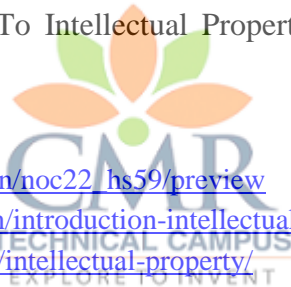 To Intellectual Propert
n/noc22_hs59/preview
n/introduction-intellectual
/intellectual-property/
CMR
TECHNICAL CAMPUS
EXPLORE TO INVENT